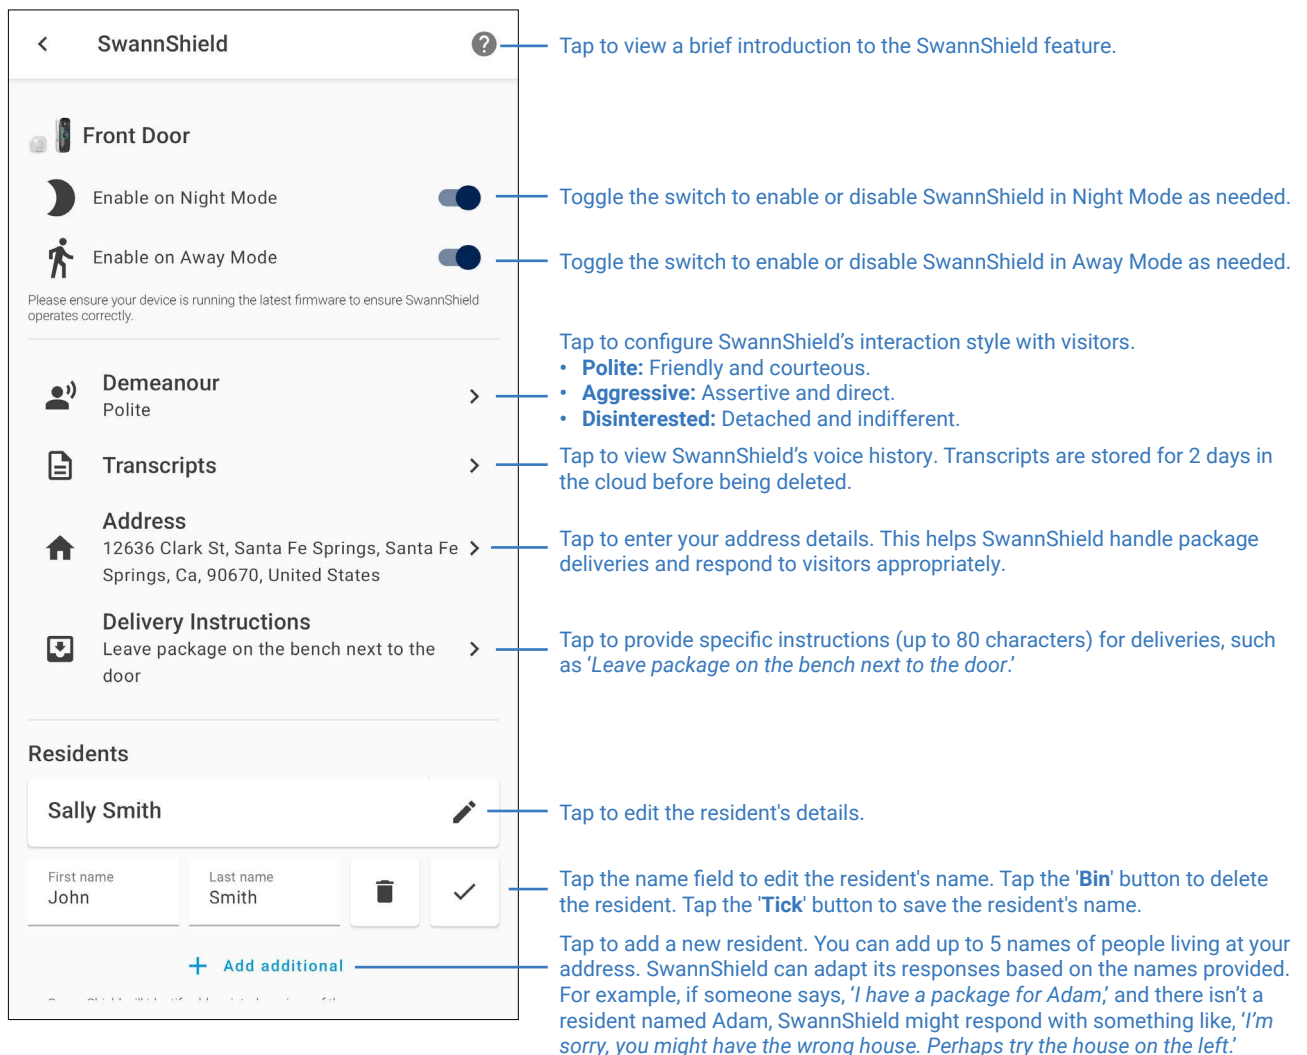 SwannShield
Tap to view a brief introduction to the SwannShield feature.
Front Door
Enable on Night Mode
Toggle the switch to enable or disable SwannShield in Night Mode as needed.
Enable on Away Mode
Toggle the switch to enable or disable SwannShield in Away Mode as needed.
Please ensure your device is running the latest firmware to ensure SwannShield
operates correctly.
Tap to configure SwannShield’s interaction style with visitors.
• Polite: Friendly and courteous.
• Aggressive: Assertive and direct.
• Disinterested: Detached and indifferent.
Demeanour
Polite
Transcripts
Tap to view SwannShield’s voice history. Transcripts are stored for 2 days in
the cloud before being deleted.
Address
12636 Clark St, Santa Fe Springs, Santa Fe
Springs, Ca, 90670, United States
Tap to enter your address details. This helps SwannShield handle package
deliveries and respond to visitors appropriately.
Delivery Instructions
Leave package on the bench next to the
door
Tap to provide specific instructions (up to 80 characters) for deliveries, such
as ‘Leave package on the bench next to the door.’
Residents
Sally Smith
Tap to edit the resident's details.
First name
John
Last name
Smith
Tap the name field to edit the resident's name. Tap the 'Bin' button to delete
the resident. Tap the 'Tick' button to save the resident's name.
+ Add additional
Tap to add a new resident. You can add up to 5 names of people living at your
address. SwannShield can adapt its responses based on the names provided.
For example, if someone says, ‘I have a package for Adam,’ and there isn’t a
resident named Adam, SwannShield might respond with something like, ‘I’m
sorry, you might have the wrong house. Perhaps try the house on the left.’